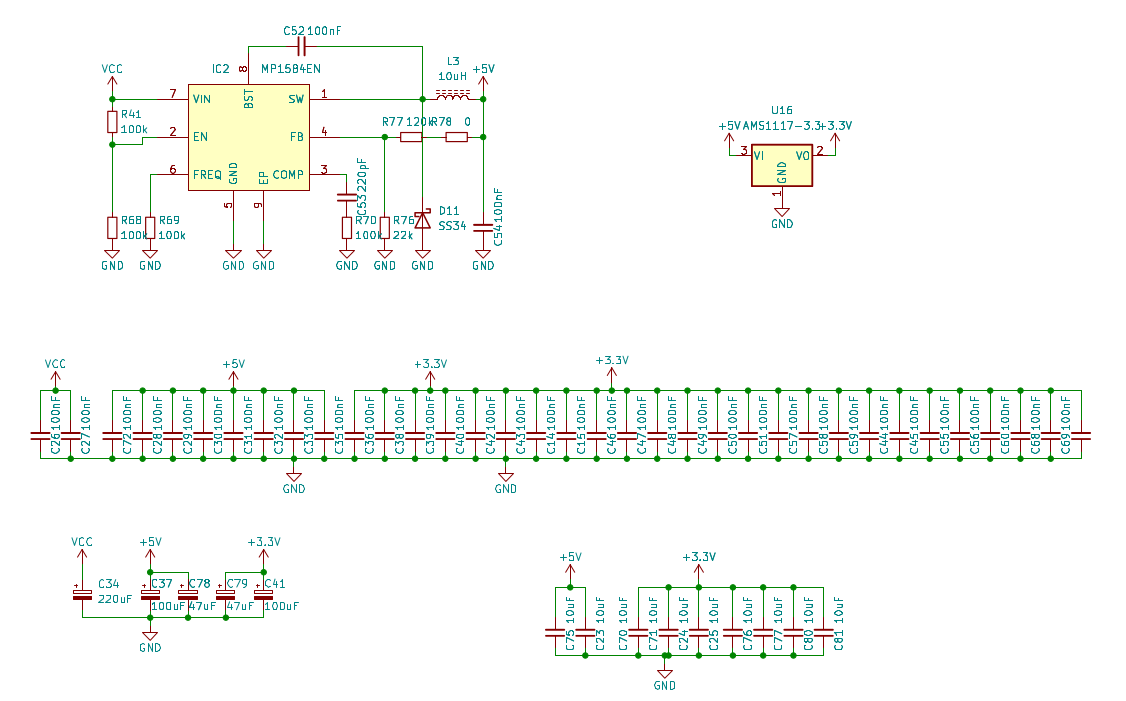 C52 100nF
VCC
IC2
8
MP1584EN
L3
10uH
+5V
7
VIN
BST
SW
1
R41
100k
2
EN
FB
4
R77 120k
R78 0
6
FREQ
GND
EP
COMP
3
C53 220pF
5
9
R68
100k
R69
100k
R70
100k
R76
22k
D11
SS34
C54 100nF
GND
GND
GND
GND
GND
GND
GND
GND
U16
+5V
AMS1117-3.3
+3.3V
3
VI
VO
2
GND
1
GND
VCC
+5V
+3.3V
+3.3V
C26 100nF
C27 100nF
C72 100nF
C28 100nF
C29 100nF
C30 100nF
C31 100nF
C32 100nF
C33 100nF
C35 100nF
C36 100nF
C38 100nF
C39 100nF
C40 100nF
C42 100nF
C43 100nF
C14 100nF
C15 100nF
C46 100nF
C47 100nF
C48 100nF
C49 100nF
C50 100nF
C51 100nF
C57 100nF
C58 100nF
C59 100nF
C44 100nF
C45 100nF
C55 100nF
C56 100nF
C60 100nF
C68 100nF
C69 100nF
GND
GND
VCC
+5V
+3.3V
C34
220uF
C37
100uF
C78
47uF
C79
47uF
C41
100uF
GND
+5V
+3.3V
C75 10uF
C23 10uF
C70 10uF
C71 10uF
C24 10uF
C25 10uF
C76 10uF
C77 10uF
C80 10uF
C81 10uF
GND